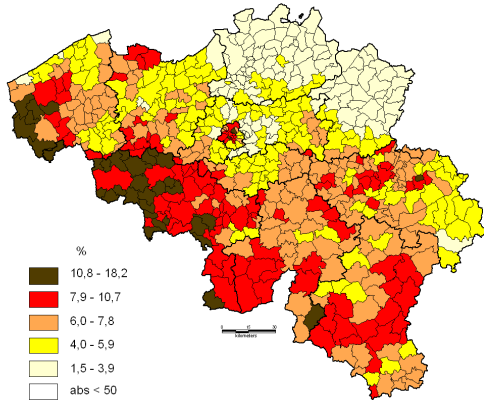 %
10,8 - 18,2
7,9 - 10,7
6,0 - 7,8
4,0 - 5,9
1,5 - 3,9
abs < 50
kilometers